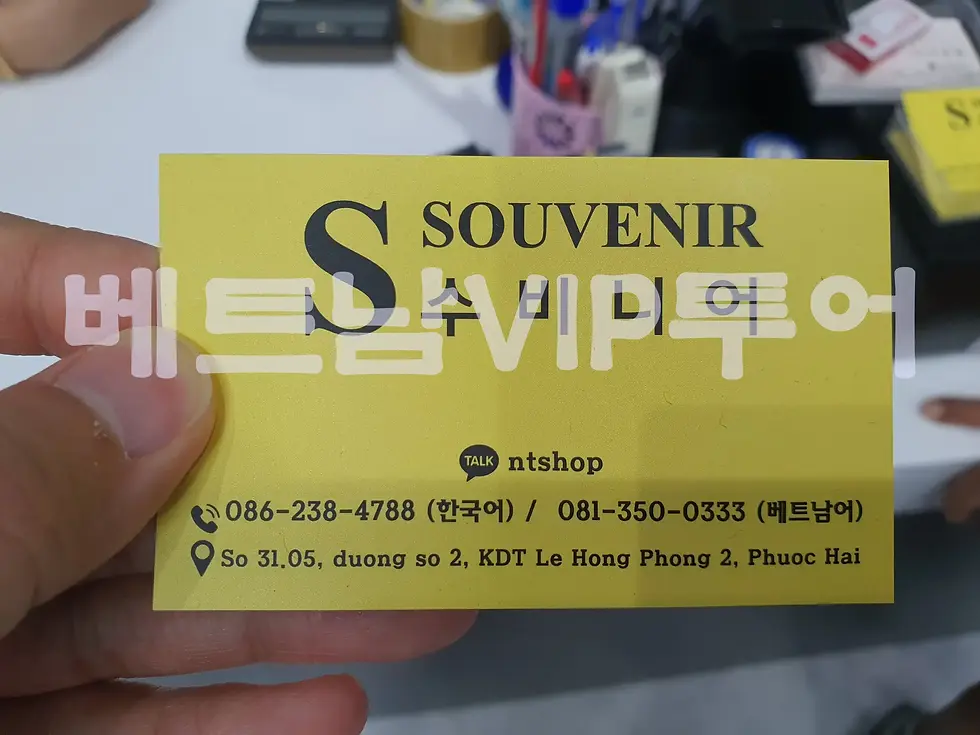 S SOUVENIR
수비니어
베트남VIP투어
TALK ntshop
086-238-4788 (한국어) / 081-350-0333 (베트남어)
So 31.05, duong so 2, KDT Le Hong Phong 2, Phuoc Hai
S